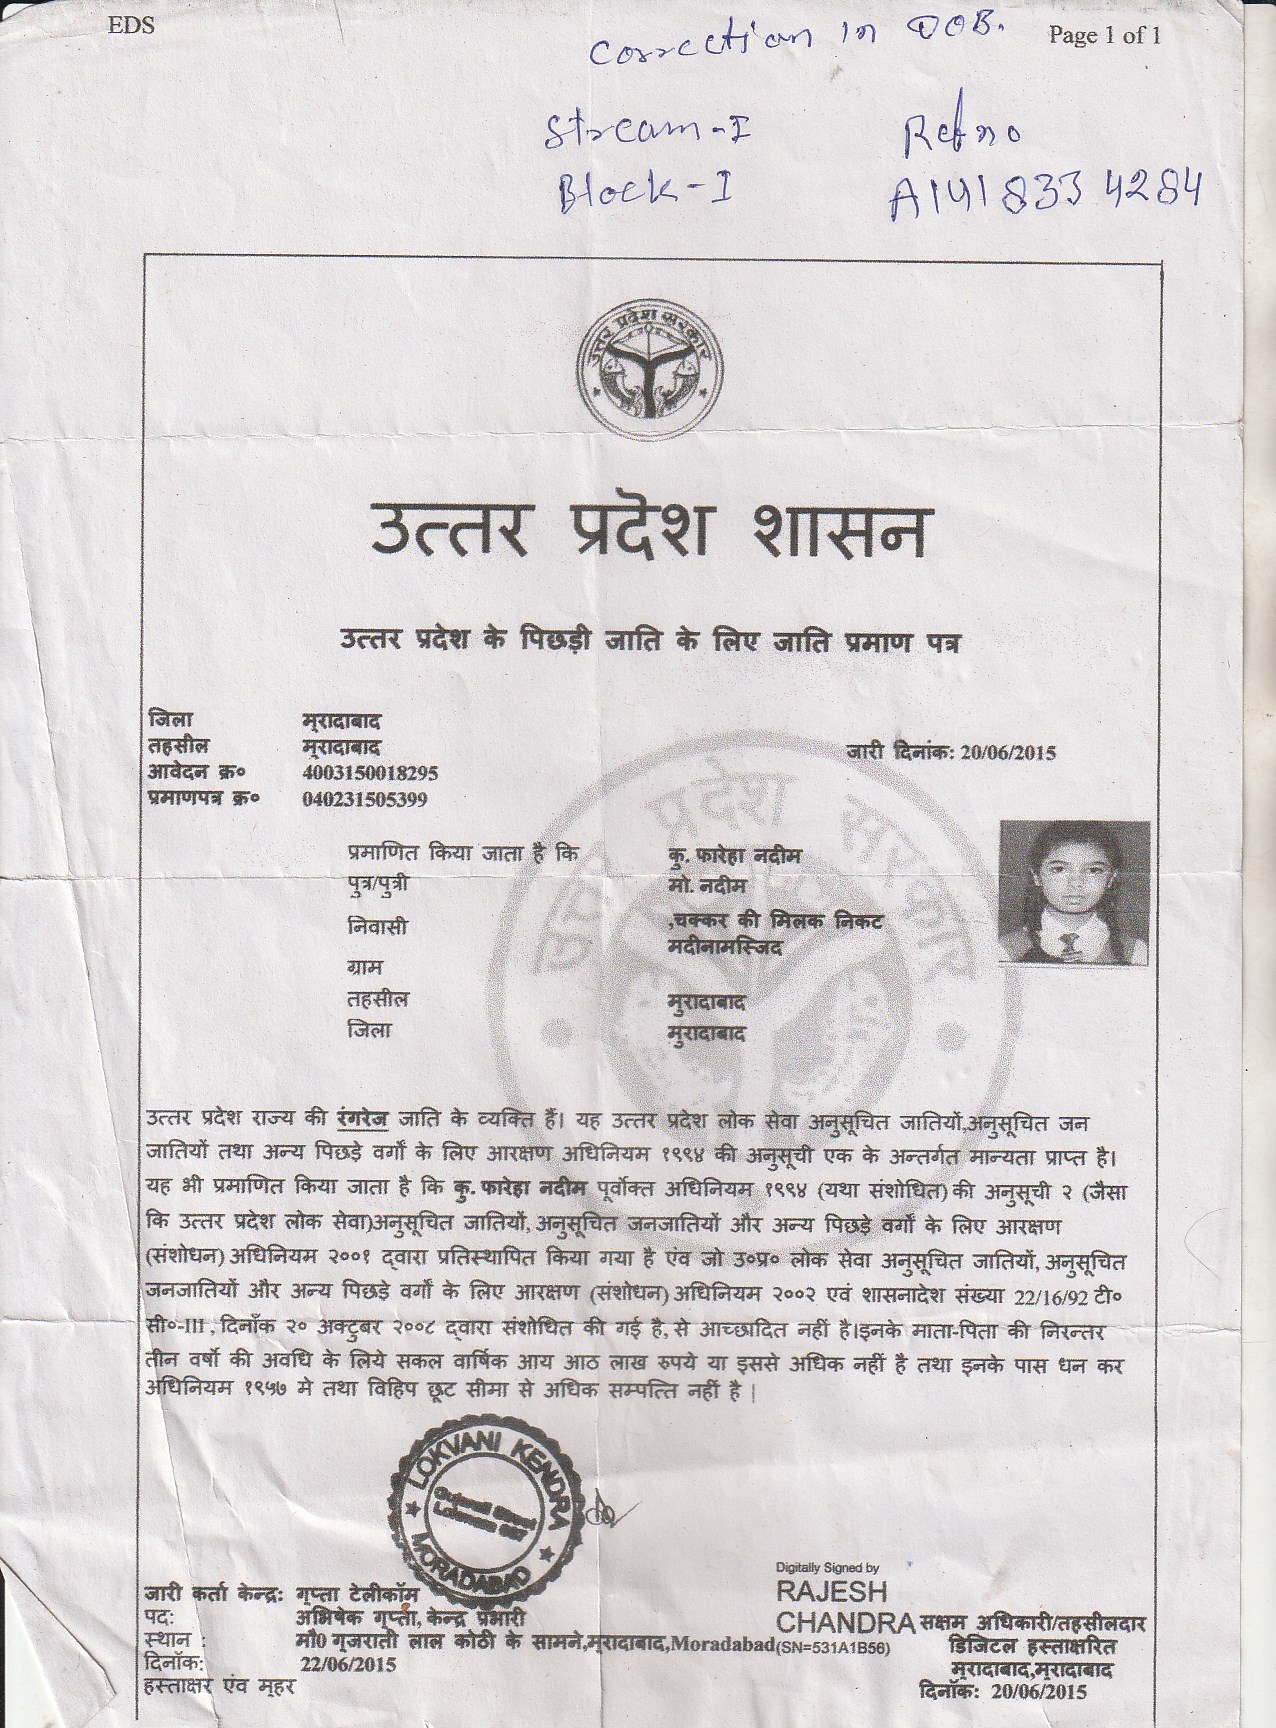 EDS
Correction in DOB.
Page 1 of 1
Stream-I
Ref no
Block-I
A1418334284
उत्तर प्रदेश सरकार
उत्तर प्रदेश शासन
उत्तर प्रदेश के पिछड़ी जाति के लिए जाति प्रमाण पत्र
जिला मुरादाबाद
तहसील मुरादाबाद
जारी दिनांक: 20/06/2015
आवेदन क्र० 4003150018295
प्रमाणपत्र क्र० 040231505399
प्रमाणित किया जाता है कि कु. फारेहा नदीम
पुत्र/पुत्री मो. नदीम
निवासी ,चक्कर की मिलक निकट
मदीनामस्जिद
ग्राम
तहसील मुरादाबाद
जिला मुरादाबाद
उत्तर प्रदेश राज्य की रंगरेज जाति के व्यक्ति हैं। यह उत्तर प्रदेश लोक सेवा अनुसूचित जातियों,अनुसूचित जन
जातियों तथा अन्य पिछड़े वर्गों के लिए आरक्षण अधिनियम १९९४ की अनुसूची एक के अन्तर्गत मान्यता प्राप्त है।
यह भी प्रमाणित किया जाता है कि कु. फारेहा नदीम पूर्वोक्त अधिनियम १९९४ (यथा संशोधित) की अनुसूची २ (जैसा
कि उत्तर प्रदेश लोक सेवा)अनुसूचित जातियों, अनुसूचित जनजातियों और अन्य पिछड़े वर्गों के लिए आरक्षण
(संशोधन) अधिनियम २००१ द्वारा प्रतिस्थापित किया गया है एंव जो उ०प्र० लोक सेवा अनुसूचित जातियों, अनुसूचित
जनजातियों और अन्य पिछड़े वर्गों के लिए आरक्षण (संशोधन) अधिनियम २००२ एवं शासनादेश संख्या 22/16/92 टी०
सी०-III , दिनाँक २० अक्टुबर २००८ द्वारा संशोधित की गई है, से आच्छादित नहीं है।इनके माता-पिता की निरन्तर
तीन वर्षो की अवधि के लिये सकल वार्षिक आय आठ लाख रुपये या इससे अधिक नहीं है तथा इनके पास धन कर
अधिनियम १९५७ मे तथा विहिप छूट सीमा से अधिक सम्पत्ति नहीं है |
LOKVANI KENDRA
MORADABAD
Digitally Signed by
RAJESH
CHANDRA
(SN=531A1B56)
जारी कर्ता केन्द्र: गुप्ता टेलीकॉम
पद: अभिषेक गुप्ता, केन्द्र प्रभारी
स्थान : मौ0 गुजराती लाल कोठी के सामने,मुरादाबाद,Moradabad
दिनाँक: 22/06/2015
हस्ताक्षर एंव मुहर
सक्षम अधिकारी/तहसीलदार
डिजिटल हस्ताक्षरित
मुरादाबाद,मुरादाबाद
दिनाँक: 20/06/2015